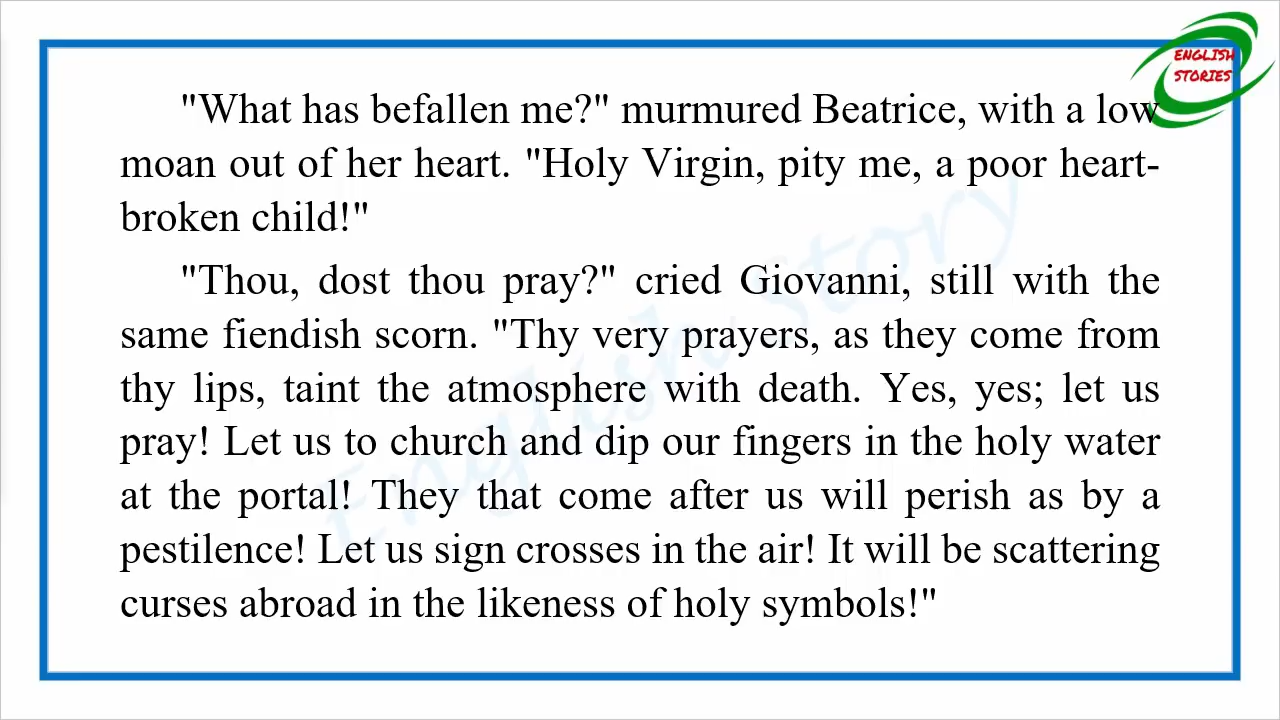 ENGLISH
STORIES
"What has befallen me?" murmured Beatrice, with a low
moan out of her heart. "Holy Virgin, pity me, a poor heart-
broken child!"
"Thou, dost thou pray?" cried Giovanni, still with the
same fiendish scorn. "Thy very prayers, as they come from
thy lips, taint the atmosphere with death. Yes, yes; let us
pray! Let us to church and dip our fingers in the holy water
at the portal! They that come after us will perish as by a
pestilence! Let us sign crosses in the air! It will be scattering
curses abroad in the likeness of holy symbols!"
English Story